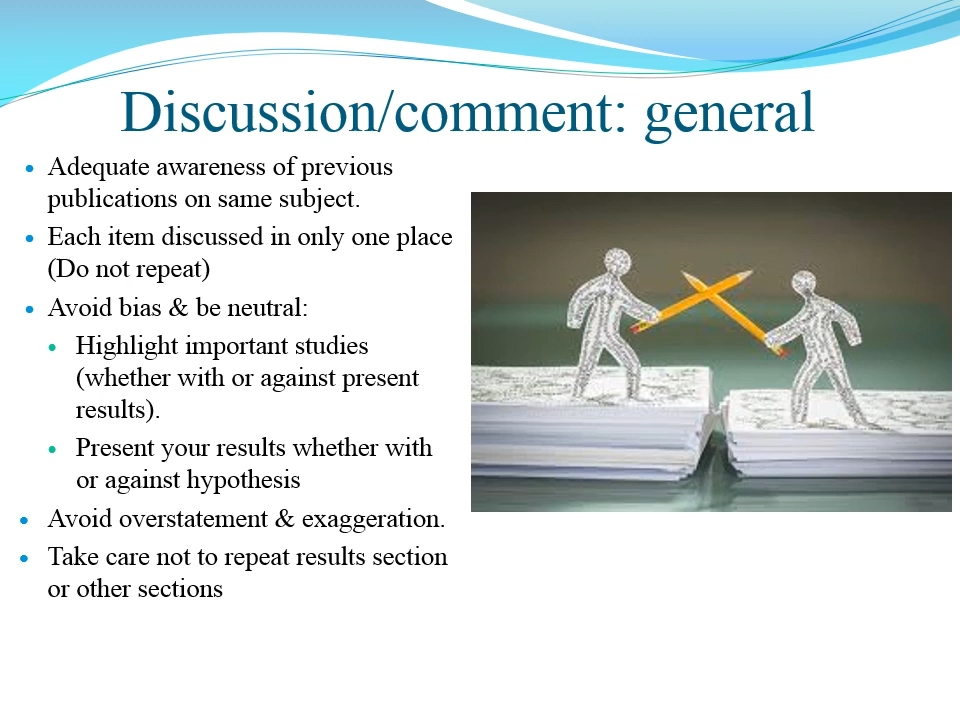 Discussion/comment: general
• Adequate awareness of previous
publications on same subject.
• Each item discussed in only one place
(Do not repeat)
• Avoid bias & be neutral:
• Highlight important studies
(whether with or against present
results).
• Present your results whether with
or against hypothesis
• Avoid overstatement & exaggeration.
• Take care not to repeat results section
or other sections